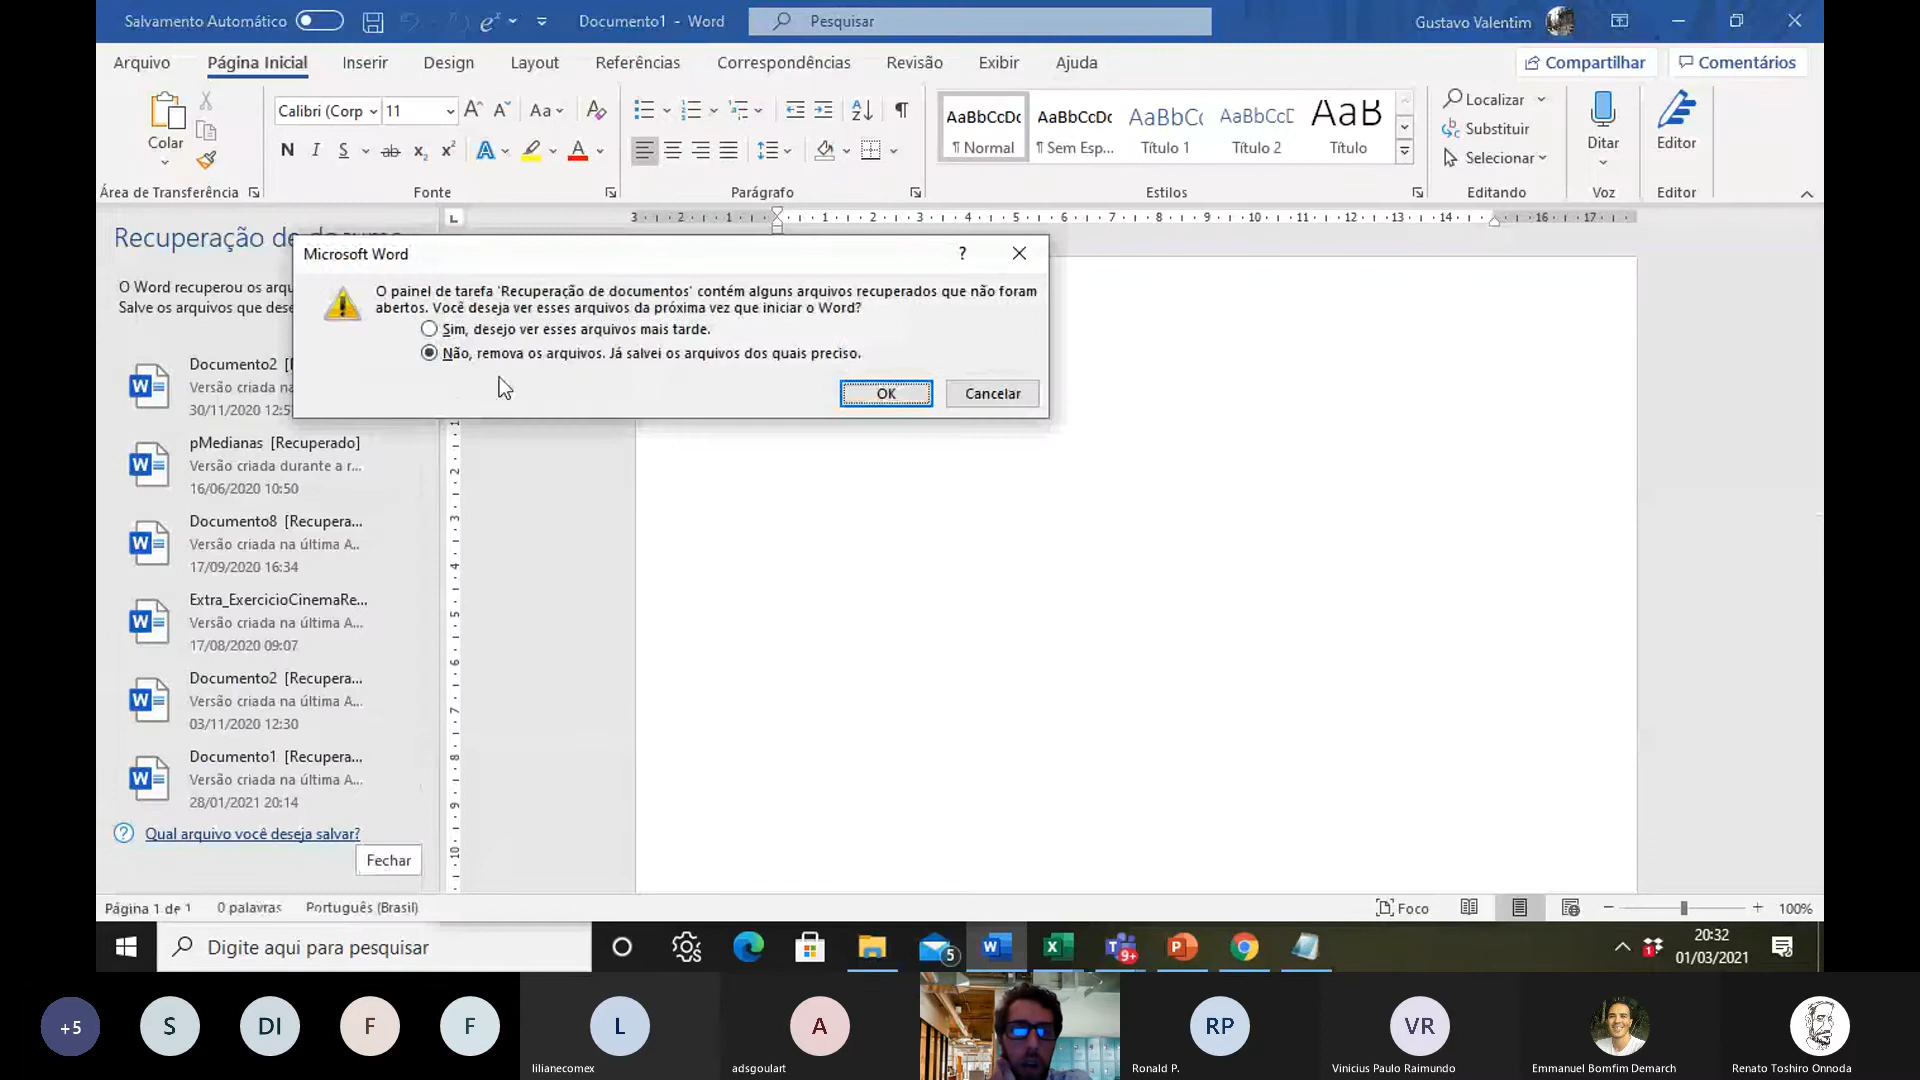 Salvamento Automático
Documento1 - Word
Pesquisar
Gustavo Valentim
Arquivo
Página Inicial
Inserir
Design
Layout
Referências
Correspondências
Revisão
Exibir
Ajuda
Compartilhar
Comentários
Colar
Calibri (Corp
11
Aa
N I S ab x₂ x²
AaBbCcDc
¶ Normal
AaBbCcDc
¶ Sem Esp...
AaBbCc
Título 1
AaBbCcD
Título 2
AaB
Título
Localizar
Substituir
Selecionar
Ditar
Editor
Área de Transferência
Fonte
Parágrafo
Estilos
Editando
Voz
Editor
Recuperação de
O Word recuperou os arqu
Salve os arquivos que dese
Microsoft Word
?
O painel de tarefa 'Recuperação de documentos' contém alguns arquivos recuperados que não foram
abertos. Você deseja ver esses arquivos da próxima vez que iniciar o Word?
Sim, desejo ver esses arquivos mais tarde.
Não, remova os arquivos. Já salvei os arquivos dos quais preciso.
OK
Cancelar
Documento2
Versão criada na
30/11/2020 12:5
pMedianas [Recuperado]
Versão criada durante a r...
16/06/2020 10:50
Documento8 [Recupera...
Versão criada na última A...
17/09/2020 16:34
Extra_ExercicioCinemaRe...
Versão criada na última A...
17/08/2020 09:07
Documento2 [Recupera...
Versão criada na última A...
03/11/2020 12:30
Documento1 [Recupera...
Versão criada na última A...
28/01/2021 20:14
Qual arquivo você deseja salvar?
Fechar
Página 1 de 1
0 palavras
Português (Brasil)
Foco
100%
Digite aqui para pesquisar
5
9+
1
20:32
01/03/2021
+5
S
DI
F
F
L
lilianecomex
A
adsgoulart
RP
Ronald P.
VR
Vinicius Paulo Raimundo
Emmanuel Bomfim Demarch
Renato Toshiro Onnoda